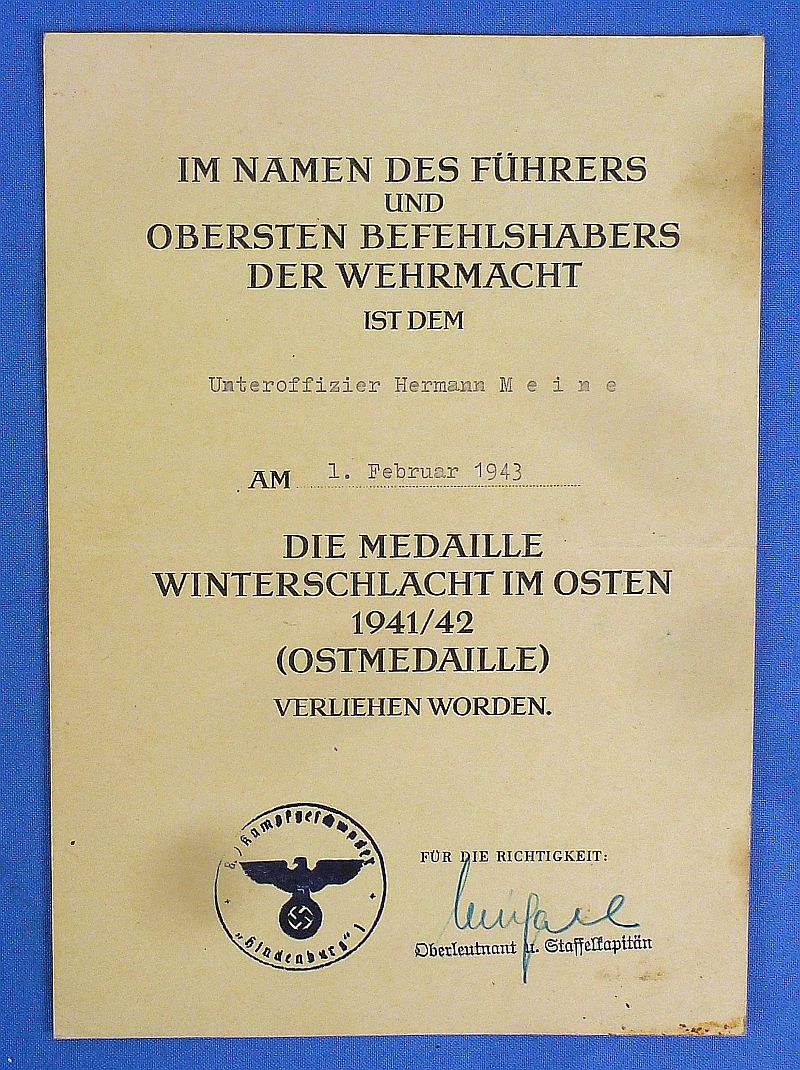 IM NAMEN DES FÜHRERS
UND
OBERSTEN BEFEHLSHABERS
DER WEHRMACHT
IST DEM
Unteroffizier Hermann M e i n e
AM 1. Februar 1943
DIE MEDAILLE
WINTERSCHLACHT IM OSTEN
1941/42
(OSTMEDAILLE)
VERLIEHEN WORDEN.
8./Kampfgeschwader
"Hindenburg" 1
FÜR DIE RICHTIGKEIT:
Oberleutnant u. Staffelkapitän